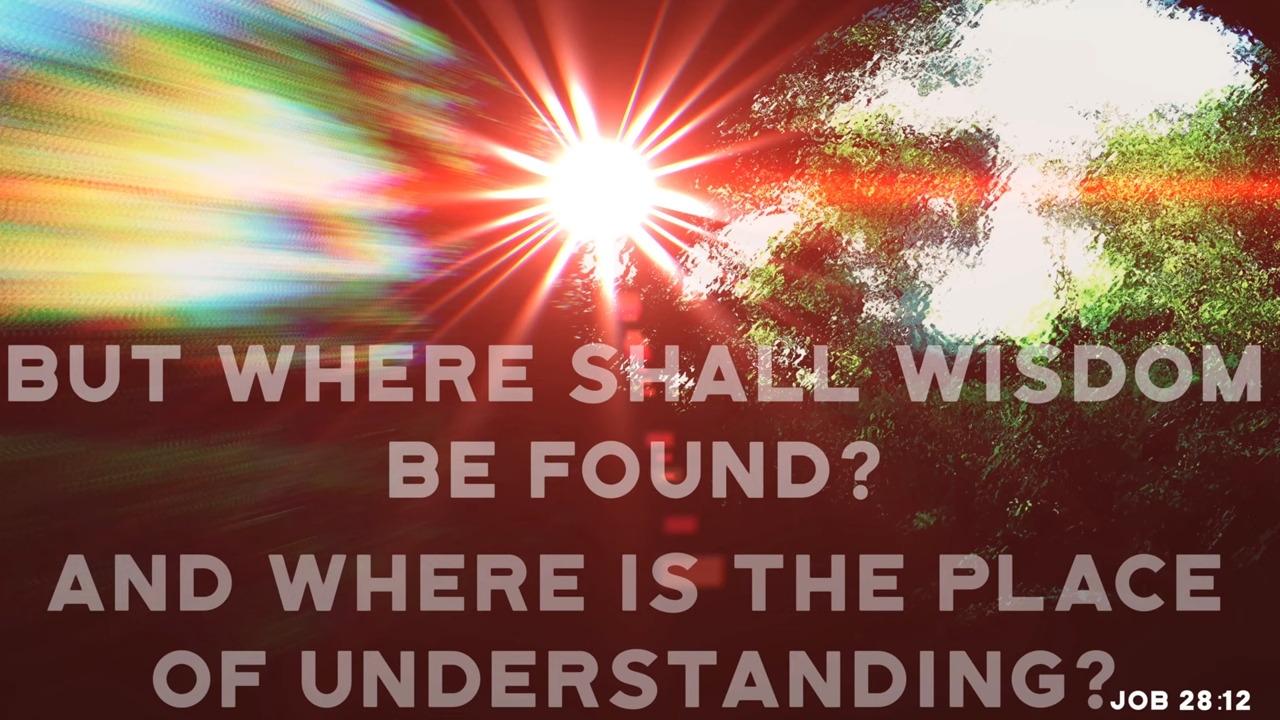 BUT WHERE SHALL WISDOM
BE FOUND?
AND WHERE IS THE PLACE
OF UNDERSTANDING?
JOB 28:12